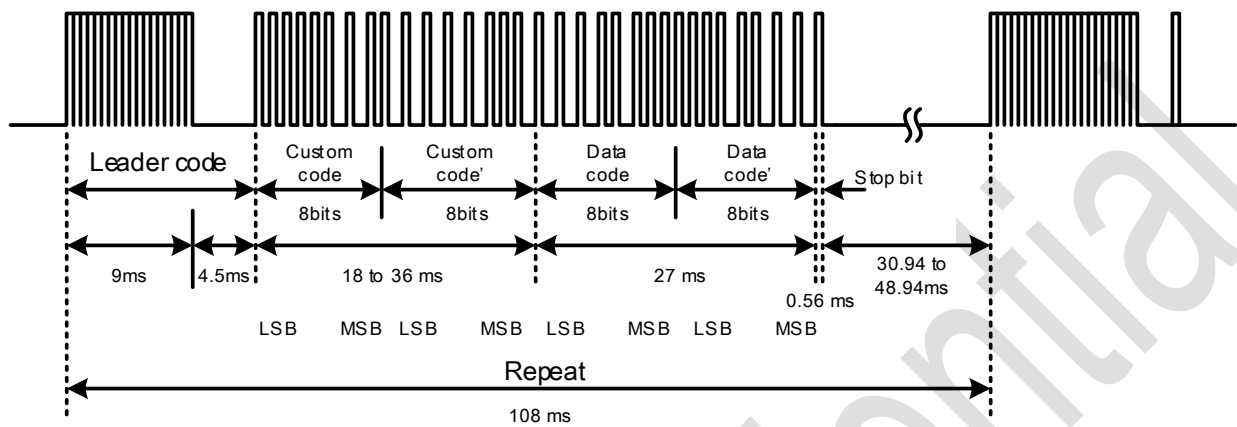 Leader code
Custom
code
Custom
code'
Data
code
Data
code'
Stop bit
8bits
8bits
8bits
8bits
9ms
4.5ms
18 to 36 ms
27 ms
0.56 ms
30.94 to
48.94ms
LSB
MSB
LSB
MSB
LSB
MSB
LSB
MSB
Repeat
108 ms